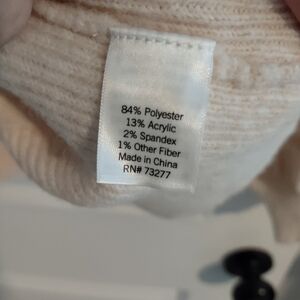 84% Polyester
13% Acrylic
2% Spandex
1% Other Fiber
Made in China
RN# 73277